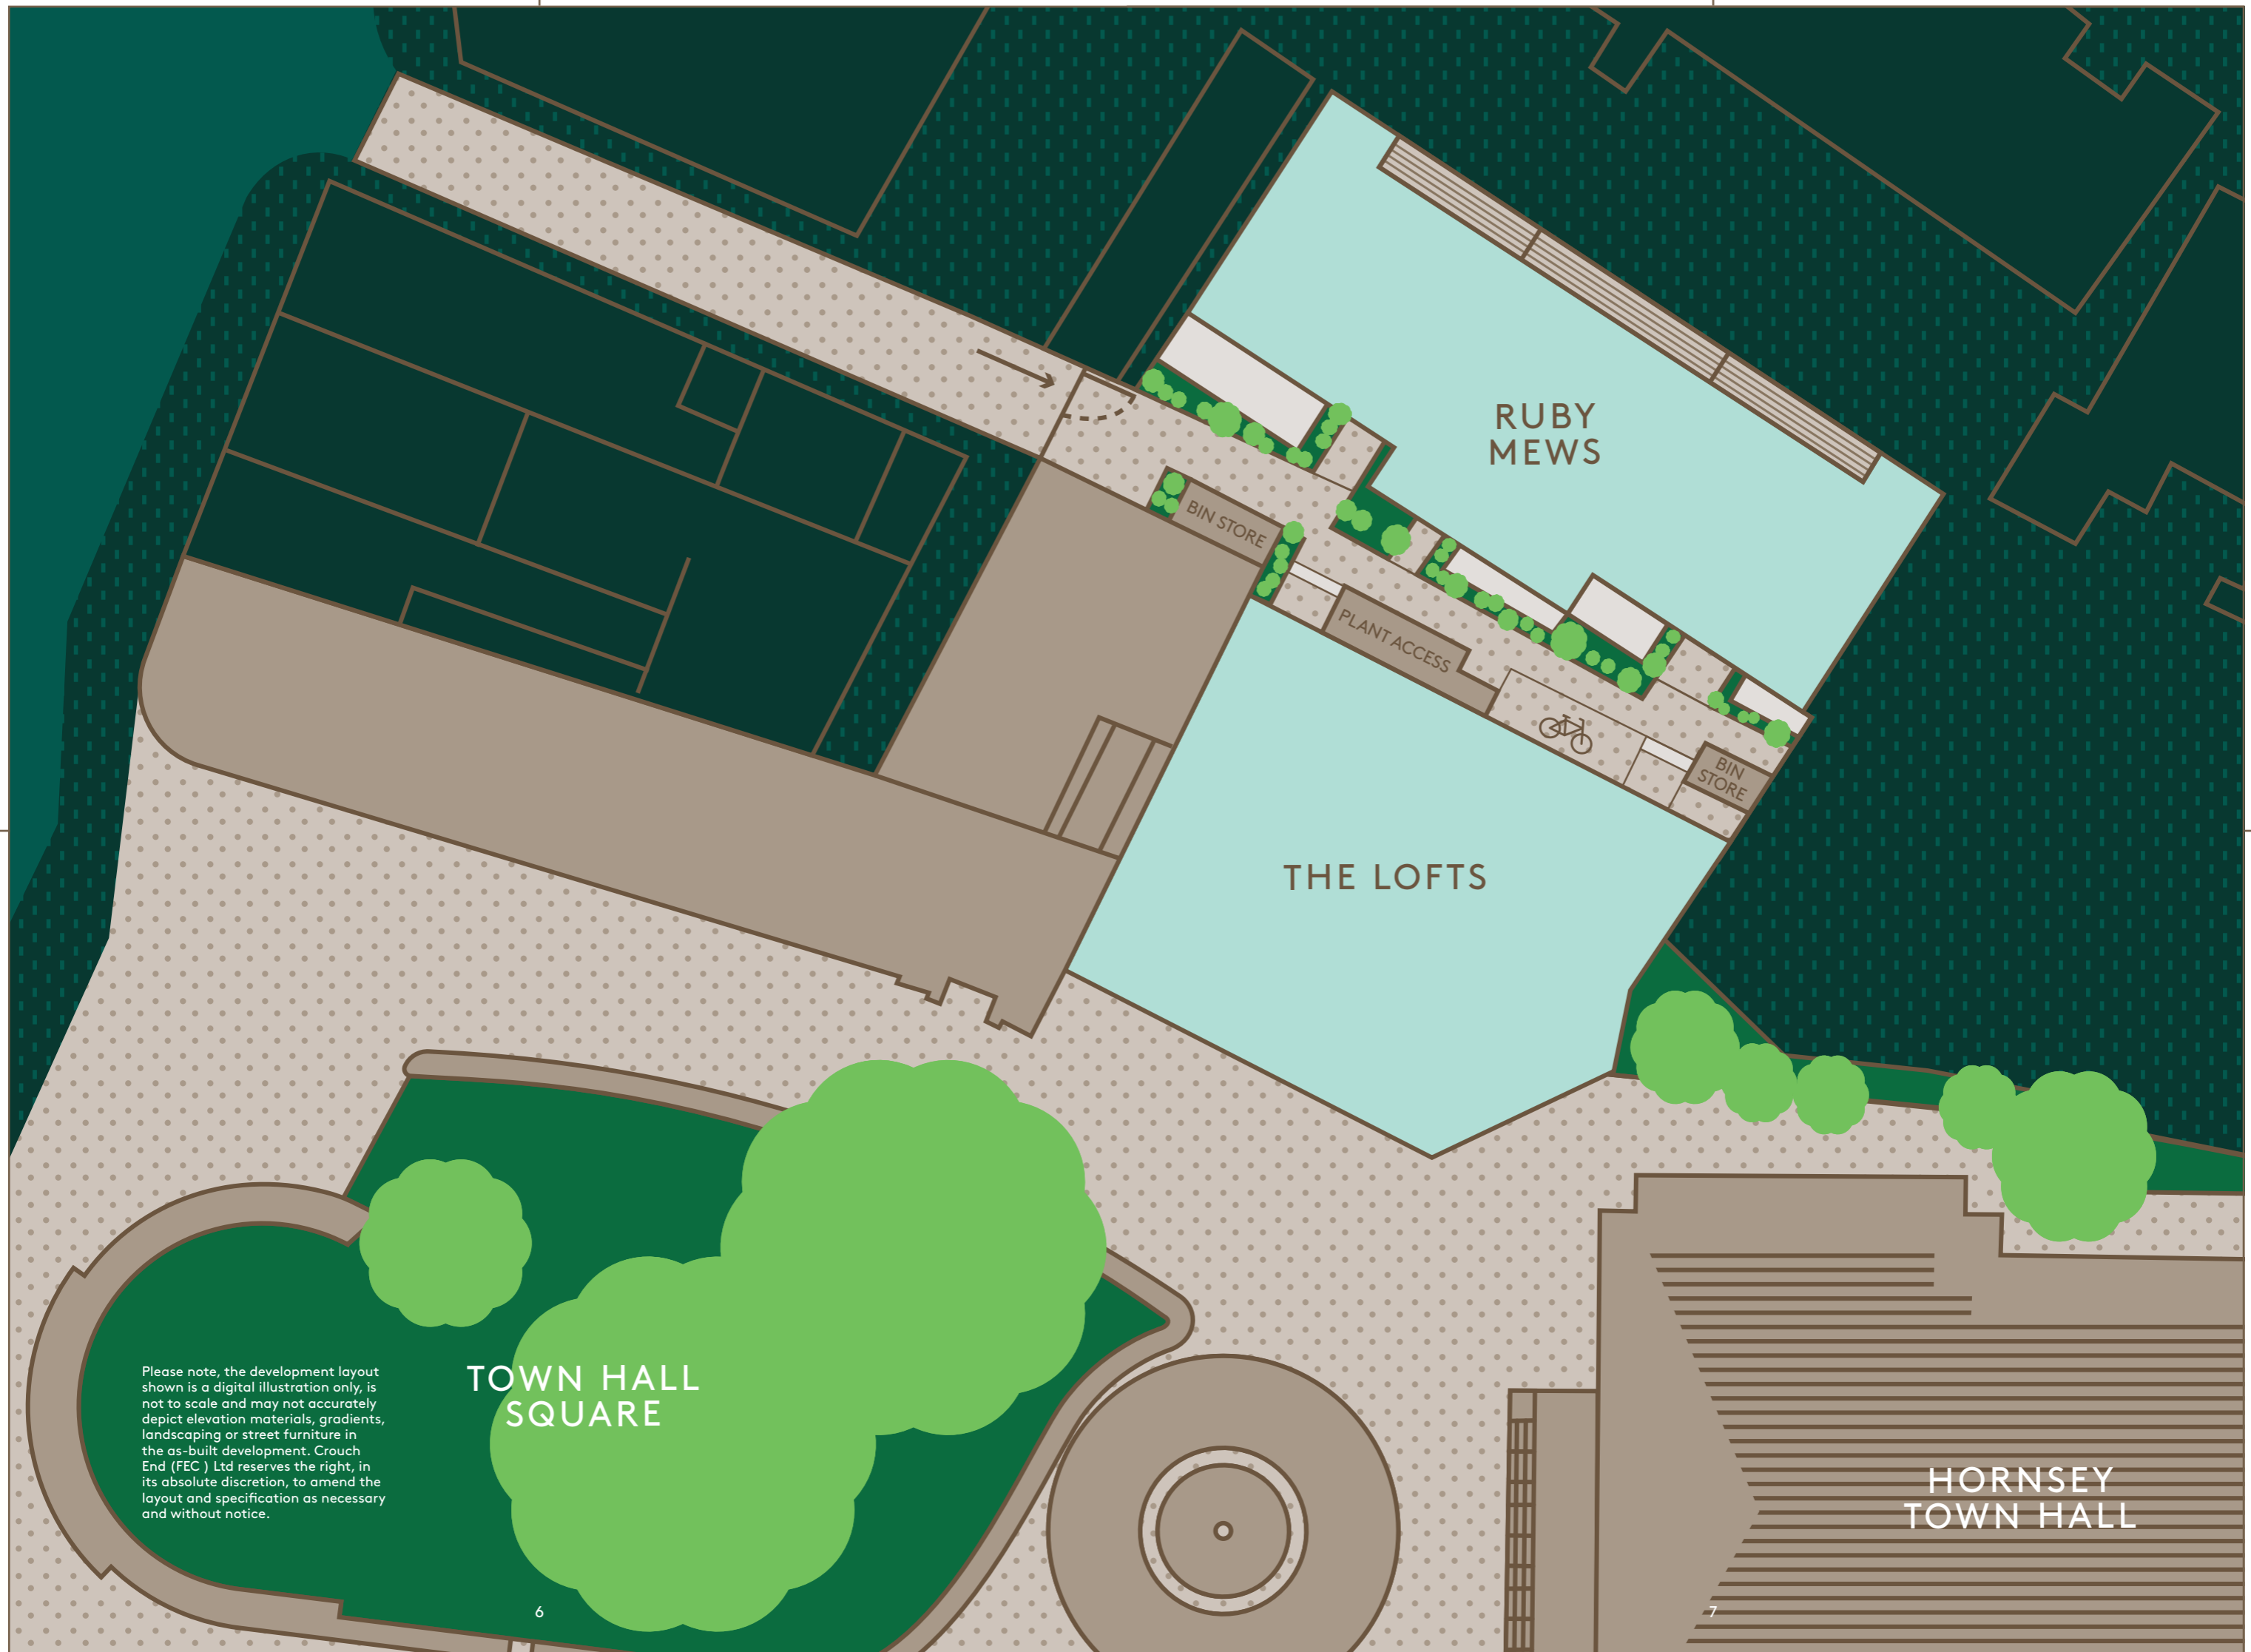 RUBY
MEWS
BIN STORE
PLANT ACCESS
BIN
STORE
THE LOFTS
TOWN HALL
SQUARE
Please note, the development layout
shown is a digital illustration only, is
not to scale and may not accurately
depict elevation materials, gradients,
landscaping or street furniture in
the as-built development. Crouch
End (FEC ) Ltd reserves the right, in
its absolute discretion, to amend the
layout and specification as necessary
and without notice.
HORNSEY
TOWN HALL
6
7